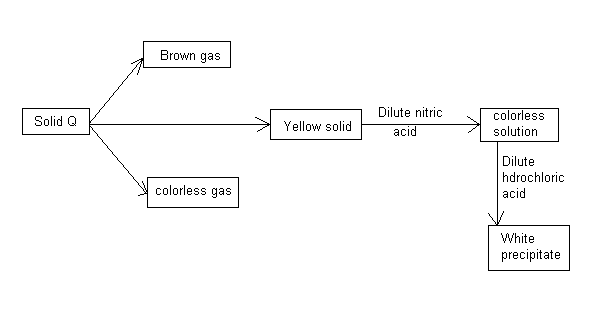 Brown gas
Solid Q
Yellow solid
Dilute nitric
acid
colorless
solution
Dilute
hdrochloric
acid
colorless gas
White
precipitate